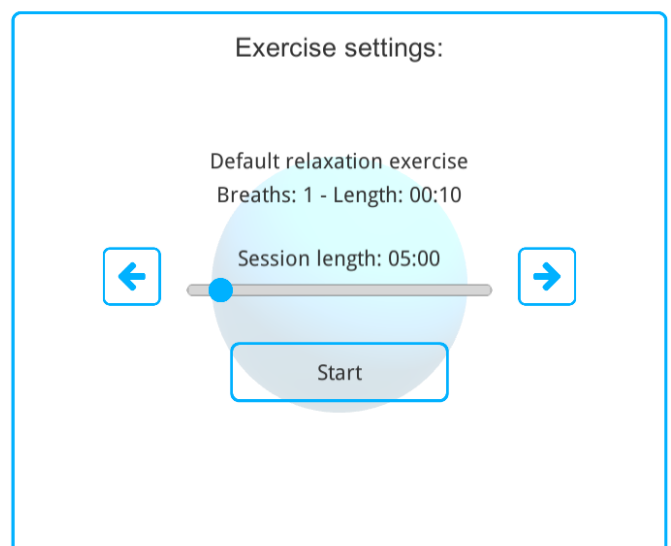 Exercise settings:
Default relaxation exercise
Breaths: 1 - Length: 00:10
Session length: 05:00
Start